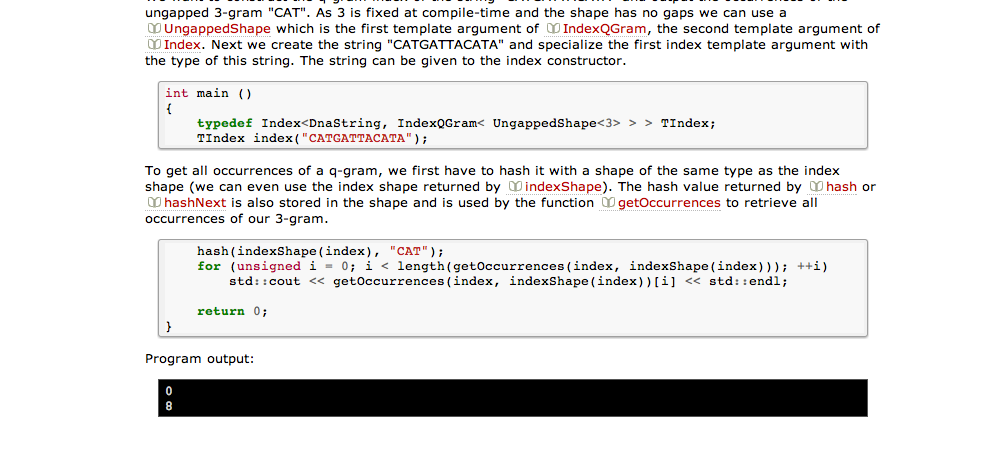 ungapped 3-gram "CAT". As 3 is fixed at compile-time and the shape has no gaps we can use a
UngappedShape which is the first template argument of IndexQGram, the second template argument of
Index. Next we create the string "CATGATTACATA" and specialize the first index template argument with
the type of this string. The string can be given to the index constructor.
int main ()
{
    typedef Index<DnaString, IndexQGram< UngappedShape<3> > > TIndex;
    TIndex index("CATGATTACATA");
To get all occurrences of a q-gram, we first have to hash it with a shape of the same type as the index
shape (we can even use the index shape returned by indexShape). The hash value returned by hash or
hashNext is also stored in the shape and is used by the function getOccurrences to retrieve all
occurrences of our 3-gram.
    hash(indexShape(index), "CAT");
    for (unsigned i = 0; i < length(getOccurrences(index, indexShape(index))); ++i)
        std::cout << getOccurrences(index, indexShape(index))[i] << std::endl;
    return 0;
}
Program output:
0
8